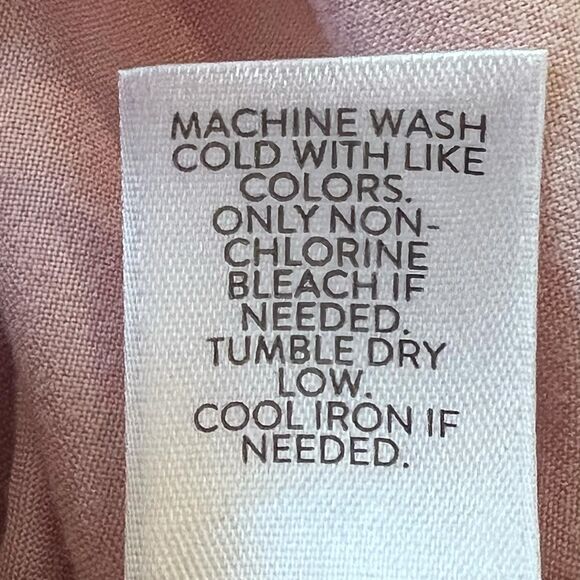 MACHINE WASH
COLD WITH LIKE
COLORS.
ONLY NON-
CHLORINE
BLEACH IF
NEEDED.
TUMBLE DRY
LOW.
COOL IRON IF
NEEDED.